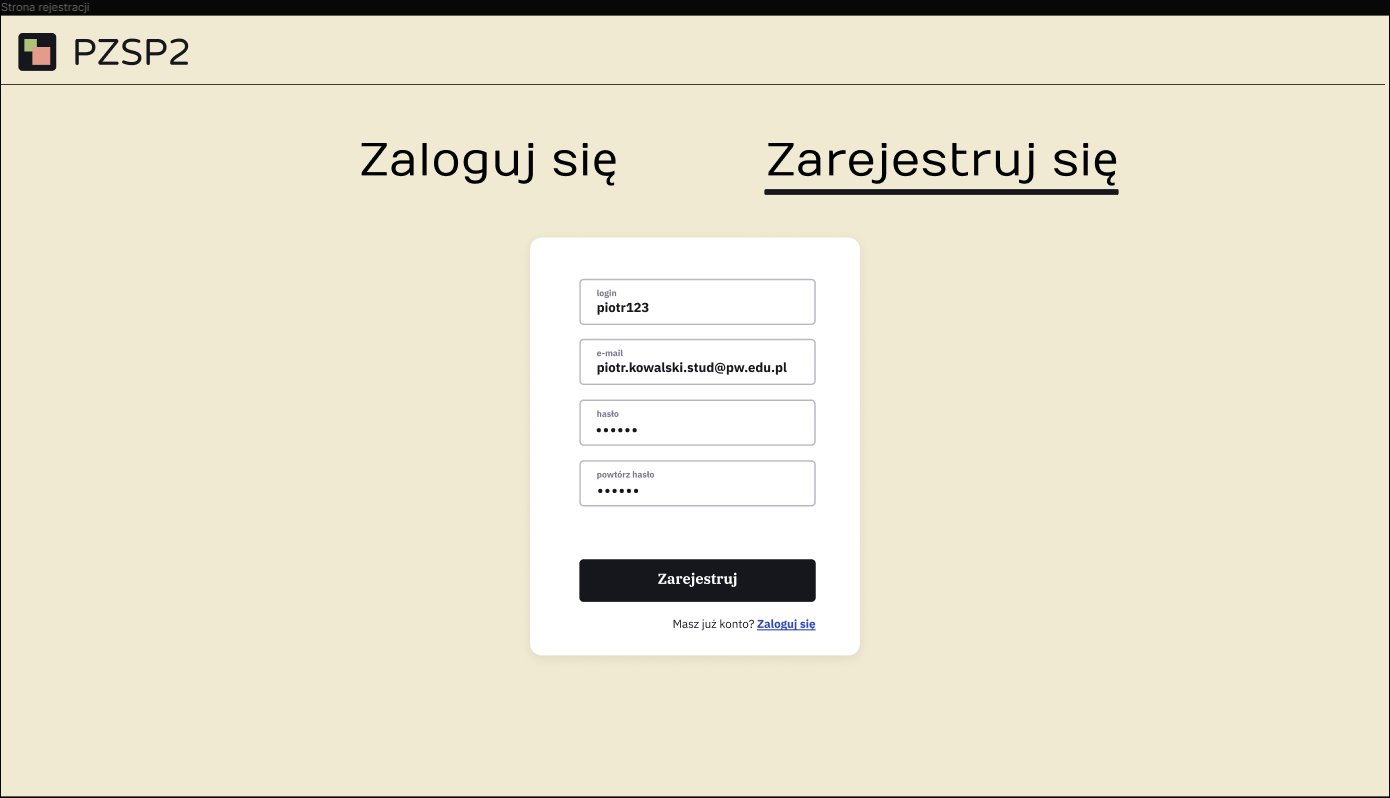 Strona rejestracji
PZSP2
Zaloguj się
Zarejestruj się
login
piotr123
e-mail
piotr.kowalski.stud@pw.edu.pl
hasło
••••••
powtórz hasło
••••••
Zarejestruj
Masz już konto? Zaloguj się